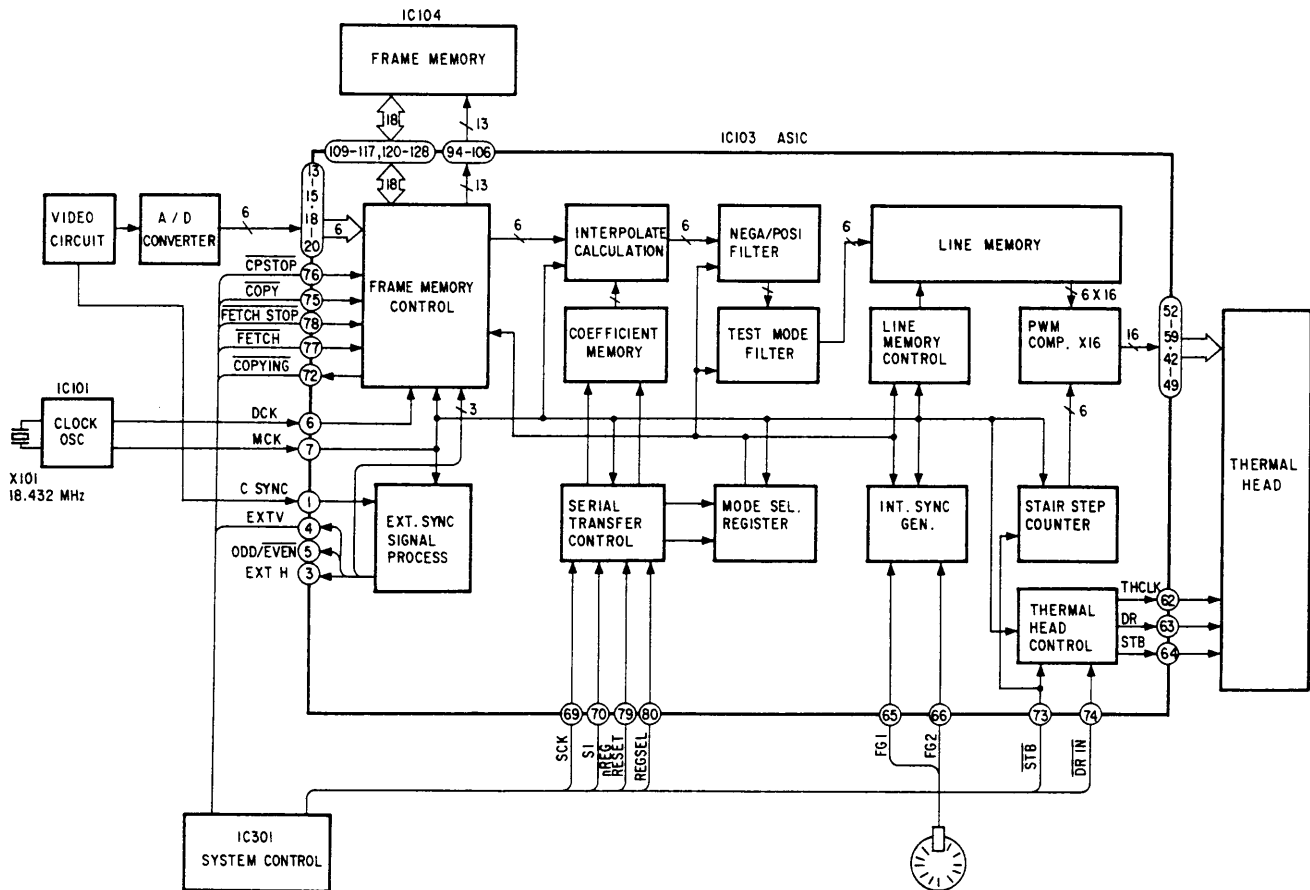 IC104
FRAME MEMORY
18
13
IC103 ASIC
109-117,120-128
94-106
18
13
13-15·18-20
VIDEO CIRCUIT
A/D CONVERTER
6
6
FRAME MEMORY CONTROL
6
INTERPOLATE CALCULATION
6
NEGA/POSI FILTER
6
LINE MEMORY
6X16
COEFFICIENT MEMORY
TEST MODE FILTER
LINE MEMORY CONTROL
PWM COMP. X16
16
52-59·42-49
THERMAL HEAD
CPSTOP
76
COPY
75
FETCH STOP
78
FETCH
77
COPYING
72
IC101
CLOCK OSC
X101
18.432 MHz
DCK
6
MCK
7
3
6
C SYNC
1
EXTV
4
ODD/EVEN
5
EXT H
3
EXT. SYNC SIGNAL PROCESS
SERIAL TRANSFER CONTROL
MODE SEL. REGISTER
INT. SYNC GEN.
STAIR STEP COUNTER
THERMAL HEAD CONTROL
THCLK
62
DR
63
STB
64
69
70
79
80
65
66
73
74
SCK
SI
nREG RESET
REGSEL
FG1
FG2
STB
DR IN
IC301
SYSTEM CONTROL